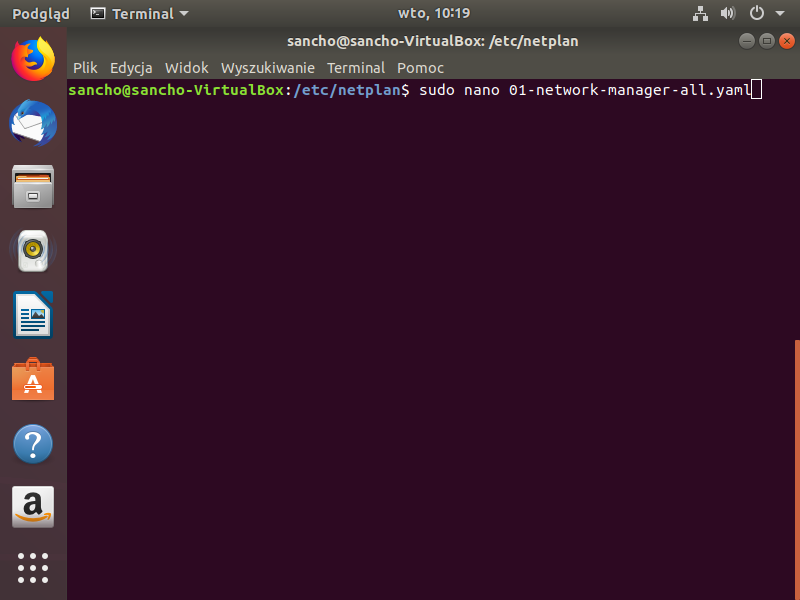 Podgląd Terminal wto, 10:19
sancho@sancho-VirtualBox: /etc/netplan
Plik Edycja Widok Wyszukiwanie Terminal Pomoc
sancho@sancho-VirtualBox:/etc/netplan$ sudo nano 01-network-manager-all.yaml